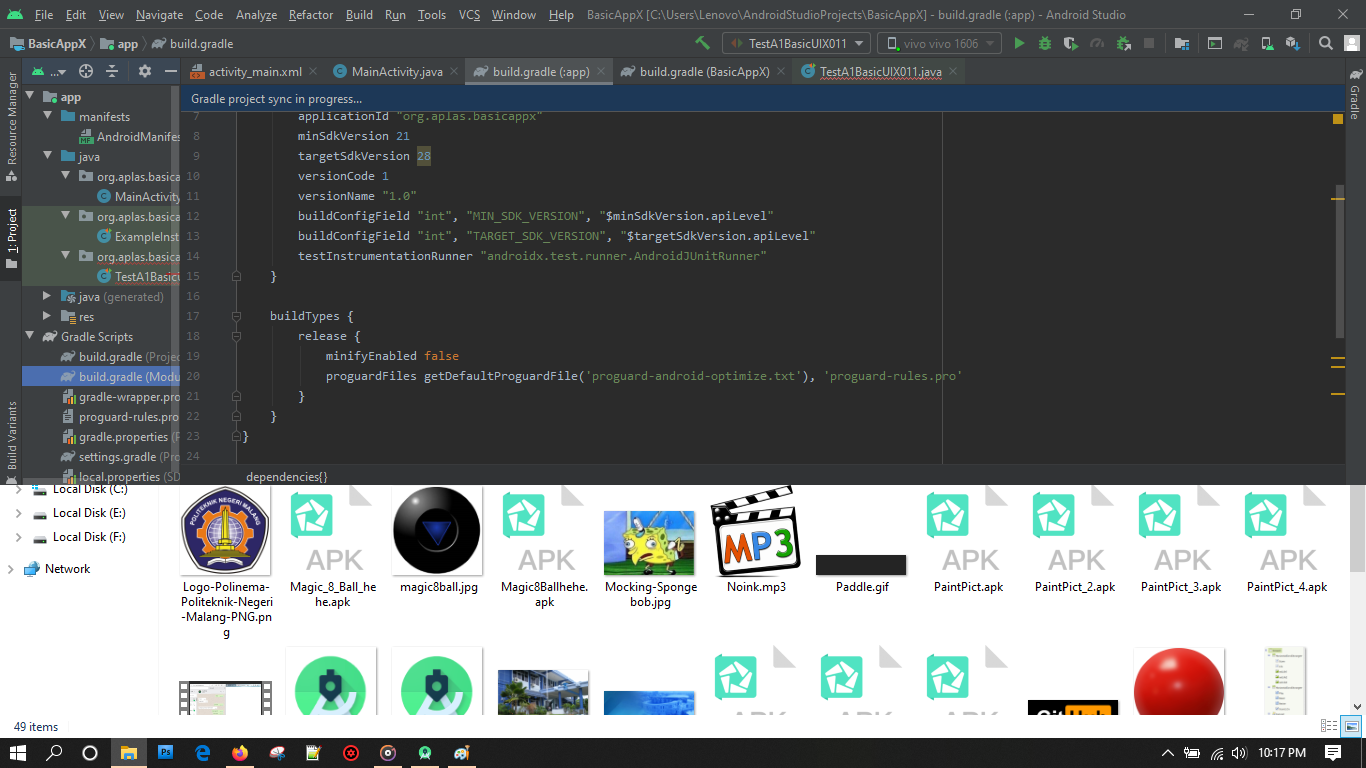 File Edit View Navigate Code Analyze Refactor Build Run Tools VCS Window Help BasicAppX [C:\Users\Lenovo\AndroidStudioProjects\BasicAppX] - build.gradle (:app) - Android Studio
BasicAppX app build.gradle TestA1BasicUIX011 vivo vivo 1606
activity_main.xml MainActivity.java build.gradle (:app) build.gradle (BasicAppX) TestA1BasicUIX011.java
Gradle project sync in progress...
Resource Manager
1: Project
Build Variants
Gradle
app
manifests
AndroidManifes
java
org.aplas.basica
MainActivity
org.aplas.basica
ExampleInst
org.aplas.basica
TestA1Basic
java (generated)
res
Gradle Scripts
build.gradle (Projec
build.gradle (Modu
gradle-wrapper.pro
proguard-rules.pro
gradle.properties (P
settings.gradle (Pro
local.properties (SD
7 applicationId "org.aplas.basicappx"
8 minSdkVersion 21
9 targetSdkVersion 28
10 versionCode 1
11 versionName "1.0"
12 buildConfigField "int", "MIN_SDK_VERSION", "$minSdkVersion.apiLevel"
13 buildConfigField "int", "TARGET_SDK_VERSION", "$targetSdkVersion.apiLevel"
14 testInstrumentationRunner "androidx.test.runner.AndroidJUnitRunner"
15 }
16
17 buildTypes {
18 release {
19 minifyEnabled false
20 proguardFiles getDefaultProguardFile('proguard-android-optimize.txt'), 'proguard-rules.pro'
21 }
22 }
23 }
24
dependencies{}
Local Disk (C:)
Local Disk (E:)
Local Disk (F:)
Network
POLITEKNIK NEGERI
MALANG
APK APK MP3 APK APK APK APK
Logo-Polinema-
Politeknik-Negeri
-Malang-PNG.pn
g
Magic_8_Ball_he
he.apk
magic8ball.jpg
Magic8Ballhehe.
apk
Mocking-Sponge
bob.jpg
Noink.mp3
Paddle.gif
PaintPict.apk
PaintPict_2.apk
PaintPict_3.apk
PaintPict_4.apk
GitHub
49 items
Ps
10:17 PM